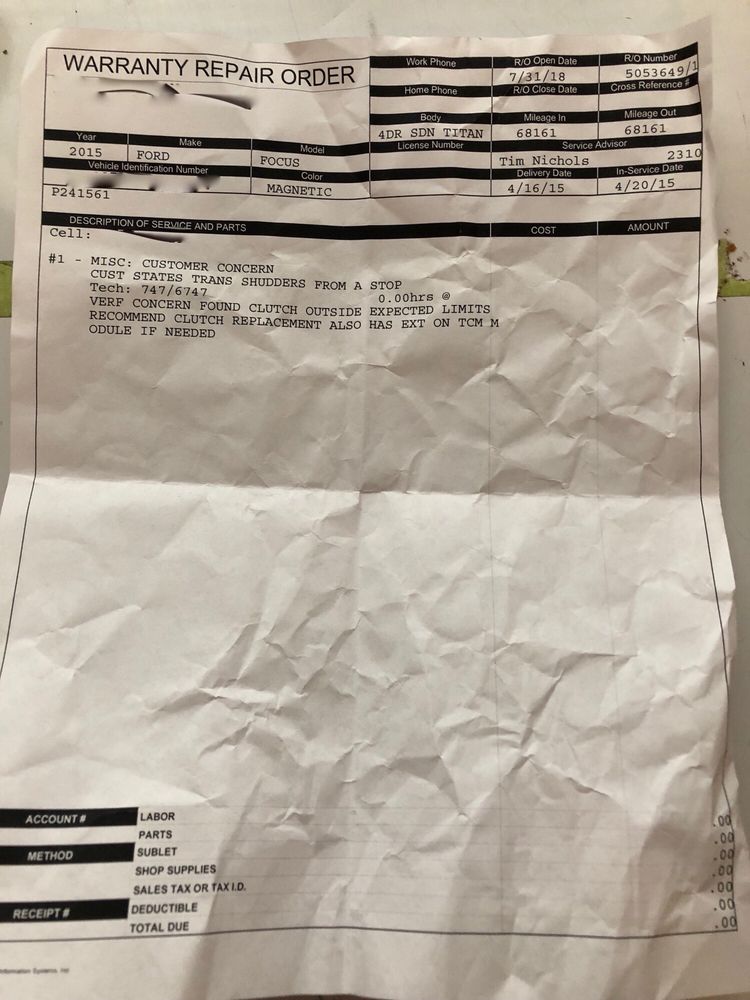 WARRANTY REPAIR ORDER
Work Phone
R/O Open Date
R/O Number
7/31/18
5053649/1
Home Phone
R/O Close Date
Cross Reference #
Body
Mileage In
Mileage Out
4DR SDN TITAN
68161
68161
Year
Make
Model
License Number
Service Advisor
2015
FORD
FOCUS
Tim Nichols
2310
Vehicle Identification Number
Color
Delivery Date
In-Service Date
P241561
MAGNETIC
4/16/15
4/20/15
DESCRIPTION OF SERVICE AND PARTS
COST
AMOUNT
Cell:
#1 - MISC: CUSTOMER CONCERN
CUST STATES TRANS SHUDDERS FROM A STOP
Tech: 747/6747 0.00hrs @
VERF CONCERN FOUND CLUTCH OUTSIDE EXPECTED LIMITS
RECOMMEND CLUTCH REPLACEMENT ALSO HAS EXT ON TCM M
ODULE IF NEEDED
ACCOUNT #
LABOR .00
PARTS .00
METHOD
SUBLET .00
SHOP SUPPLIES .00
SALES TAX OR TAX I.D. .00
RECEIPT #
DEDUCTIBLE .00
TOTAL DUE .00
Information Systems, Inc